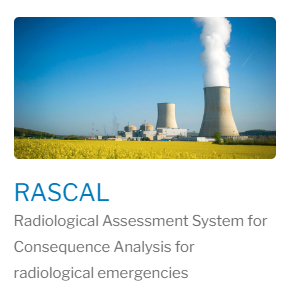 RASCAL
Radiological Assessment System for
Consequence Analysis for
radiological emergencies